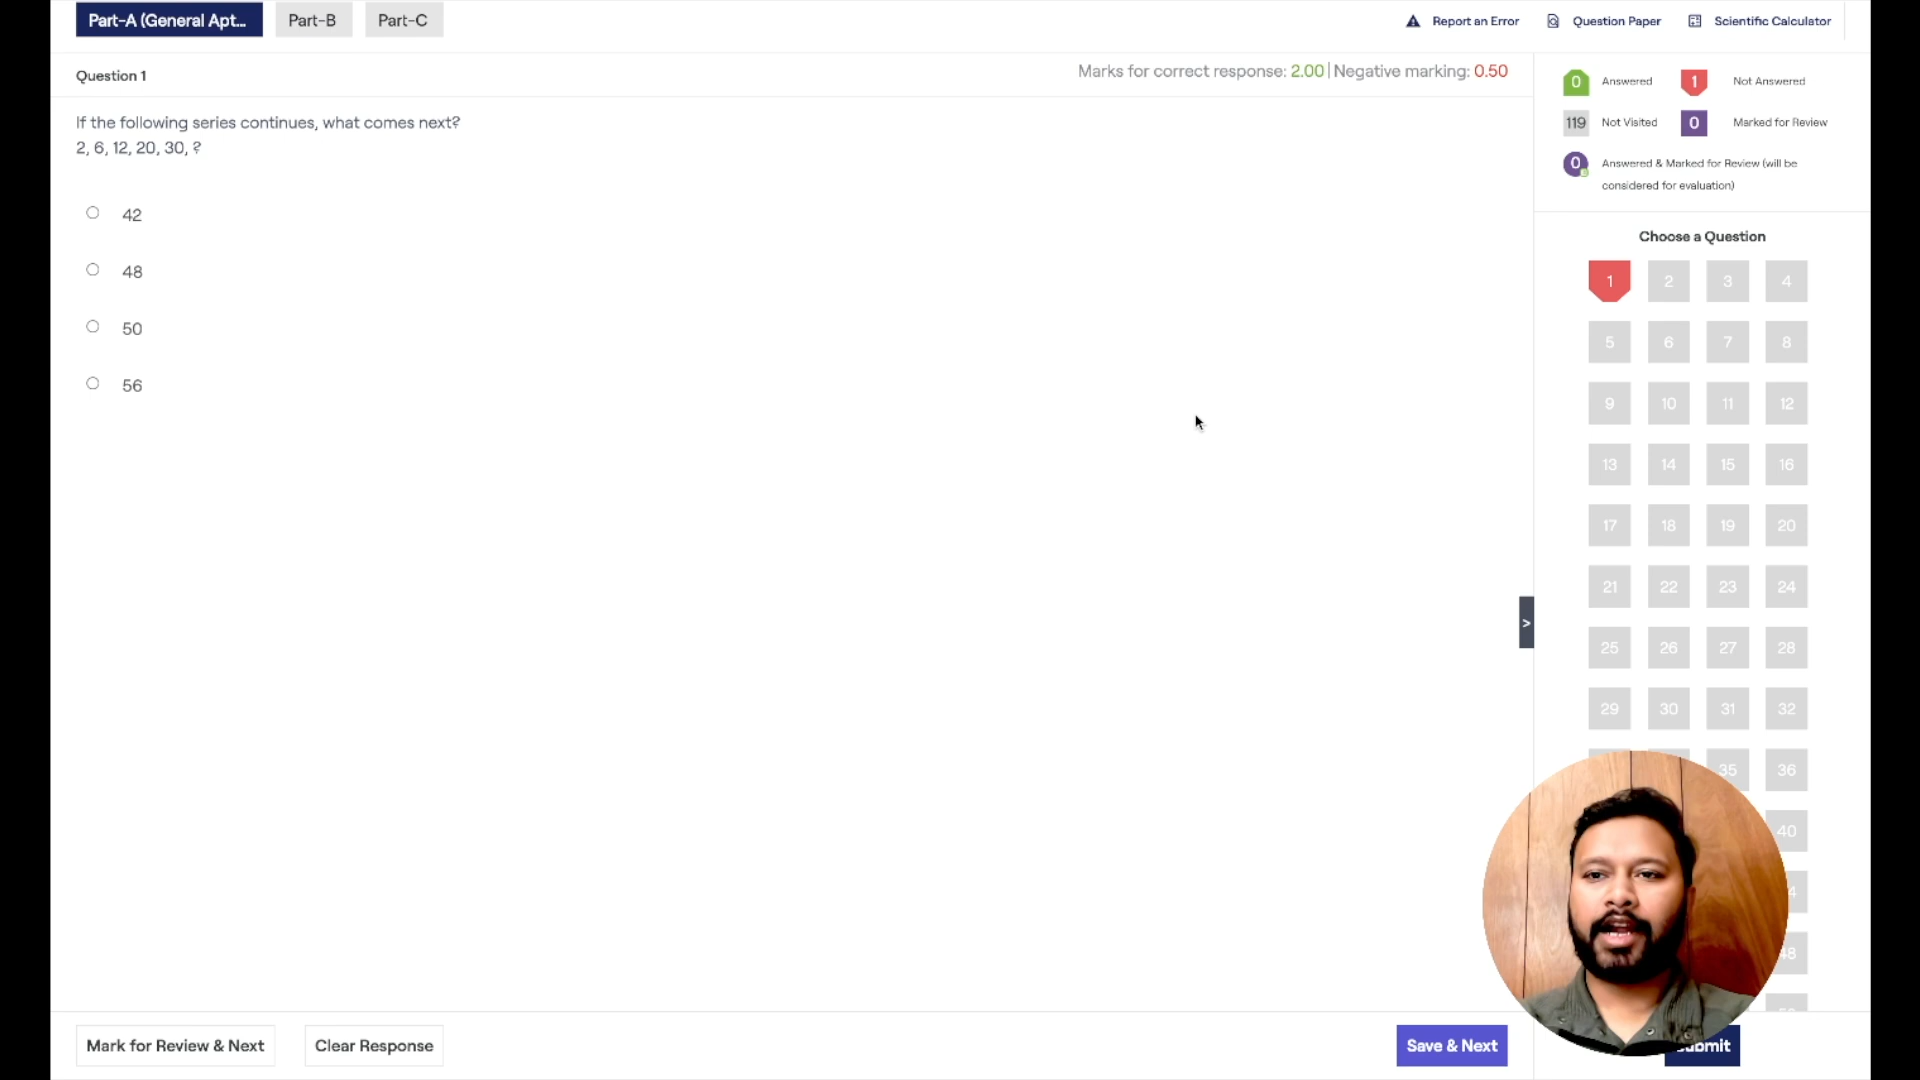 Part-A (General Apt...
Part-B
Part-C
Report an Error
Question Paper
Scientific Calculator
Question 1
Marks for correct response: 2.00 | Negative marking: 0.50
If the following series continues, what comes next?
2, 6, 12, 20, 30, ?
42
48
50
56
0 Answered
1 Not Answered
119 Not Visited
0 Marked for Review
0 Answered & Marked for Review (will be
considered for evaluation)
Choose a Question
1 2 3 4
5 6 7 8
9 10 11 12
13 14 15 16
17 18 19 20
21 22 23 24
25 26 27 28
29 30 31 32
35 36
40
>
Mark for Review & Next
Clear Response
Save & Next